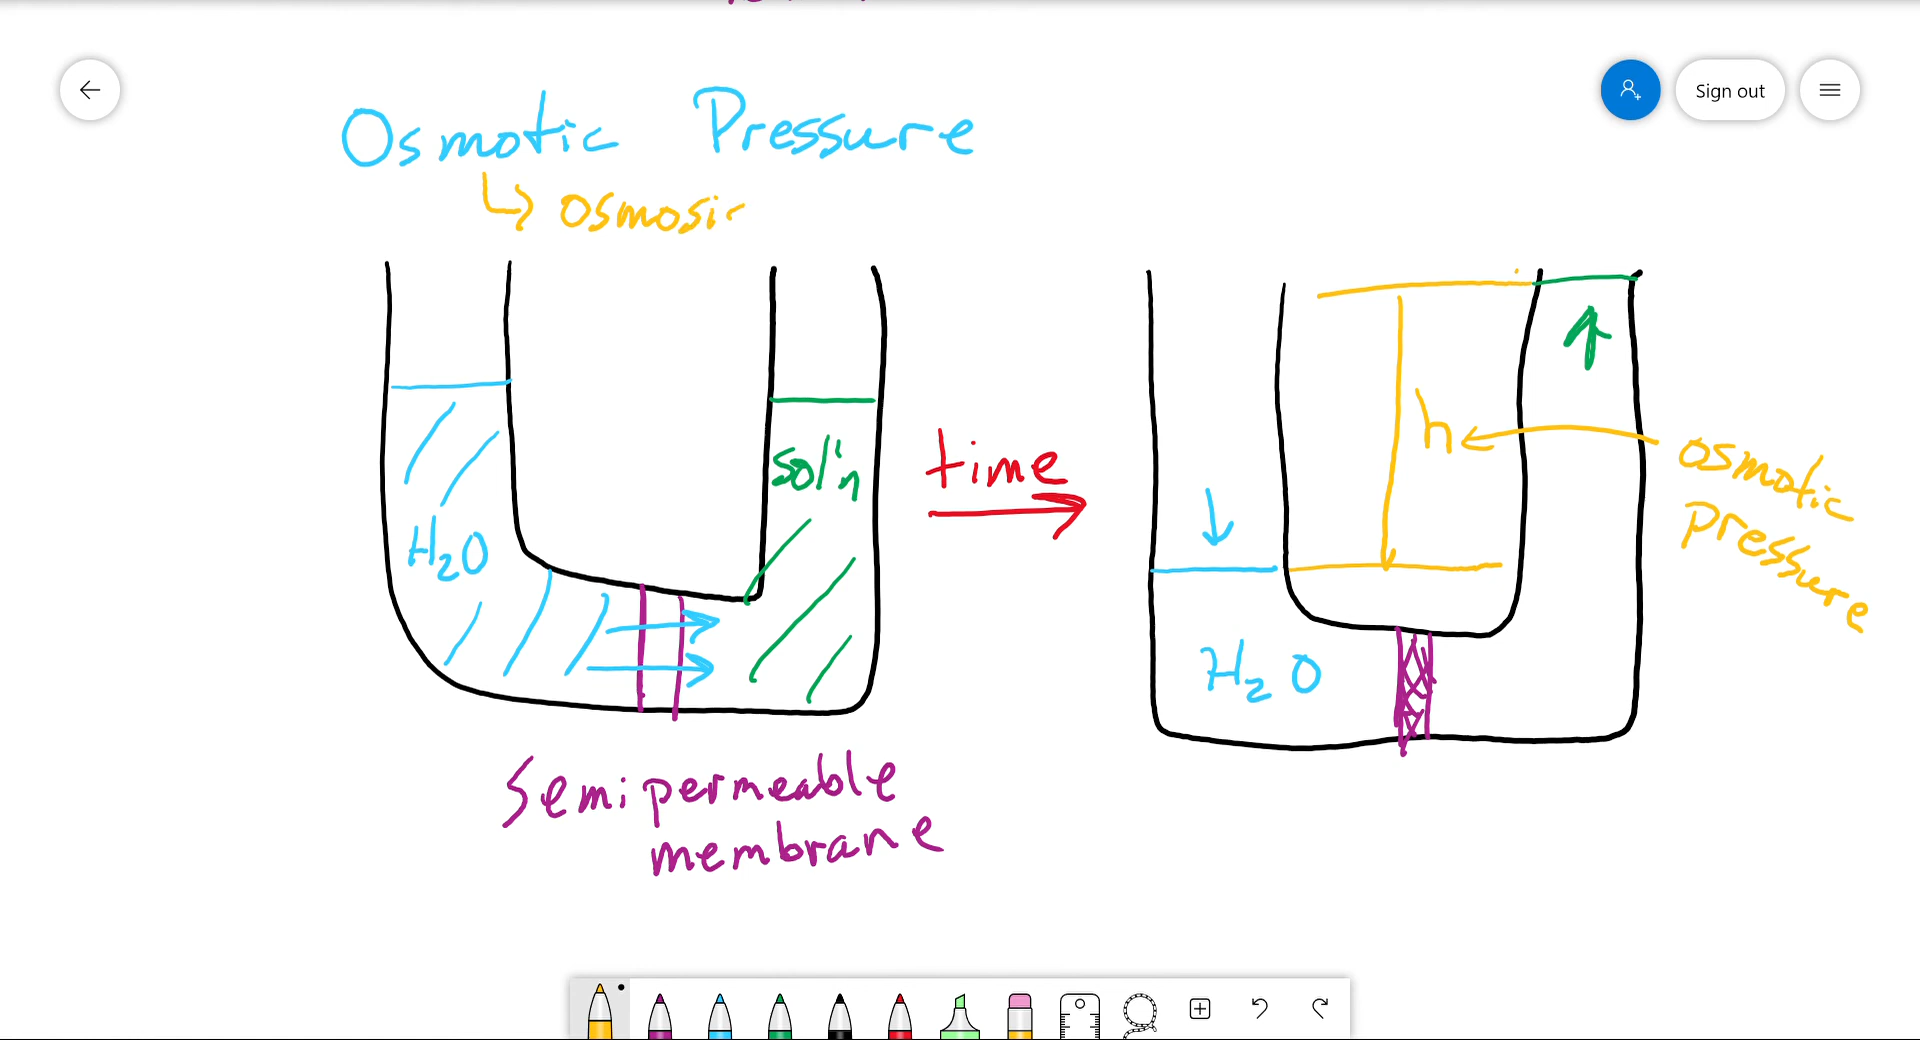 Sign out
Osmotic Pressure
↳ osmosis
H₂O
sol'n
time
h
osmotic
pressure
H₂O
Semipermeable
membrane